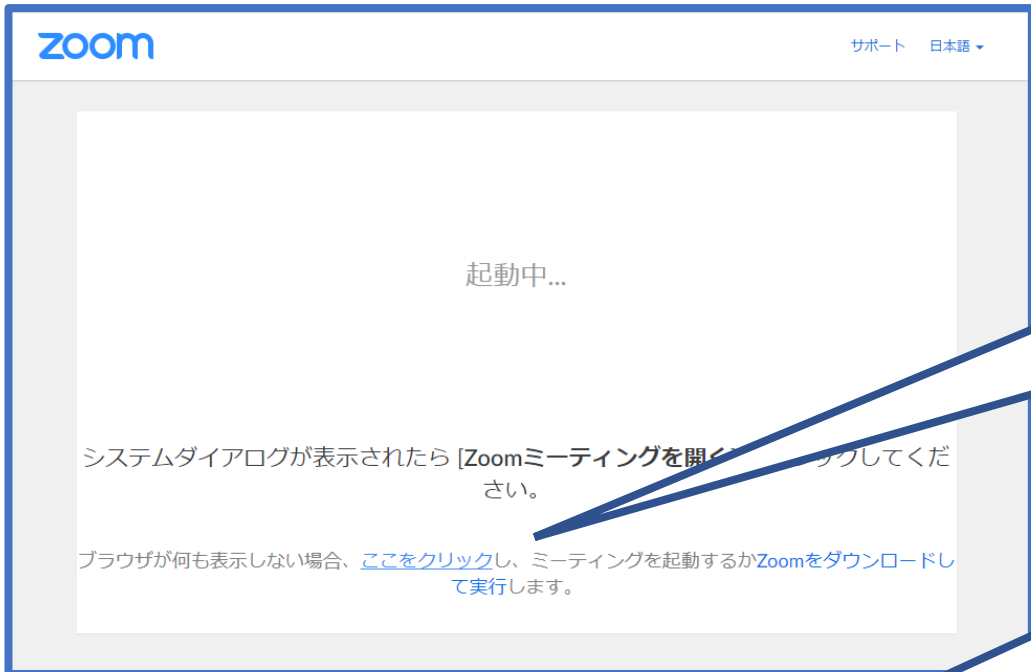 zoom
サポート 日本語
起動中...
システムダイアログが表示されたら [Zoomミーティングを開く ックしてくだ
さい。
ブラウザが何も表示しない場合、ここをクリックし、ミーティングを起動するかZoomをダウンロードし
て実行します。